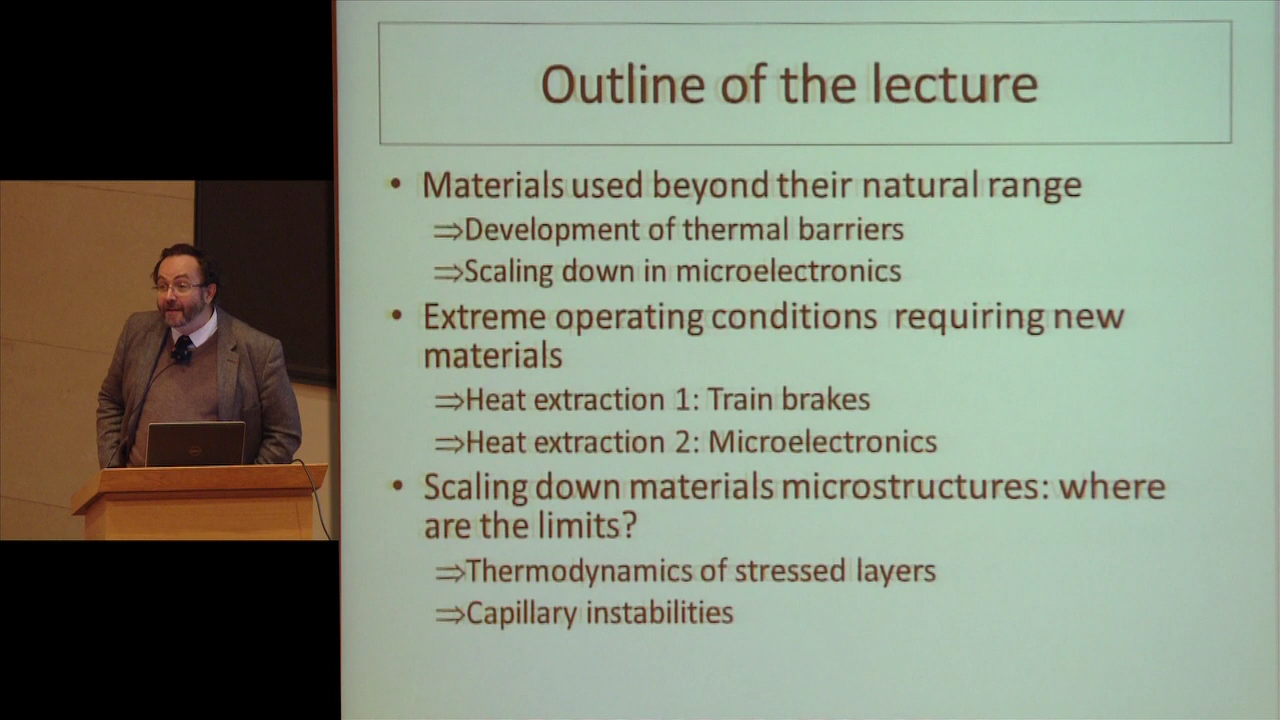 Outline of the lecture
• Materials used beyond their natural range
⇒Development of thermal barriers
⇒Scaling down in microelectronics
• Extreme operating conditions requiring new
materials
⇒Heat extraction 1: Train brakes
⇒Heat extraction 2: Microelectronics
• Scaling down materials microstructures: where
are the limits?
⇒Thermodynamics of stressed layers
⇒Capillary instabilities